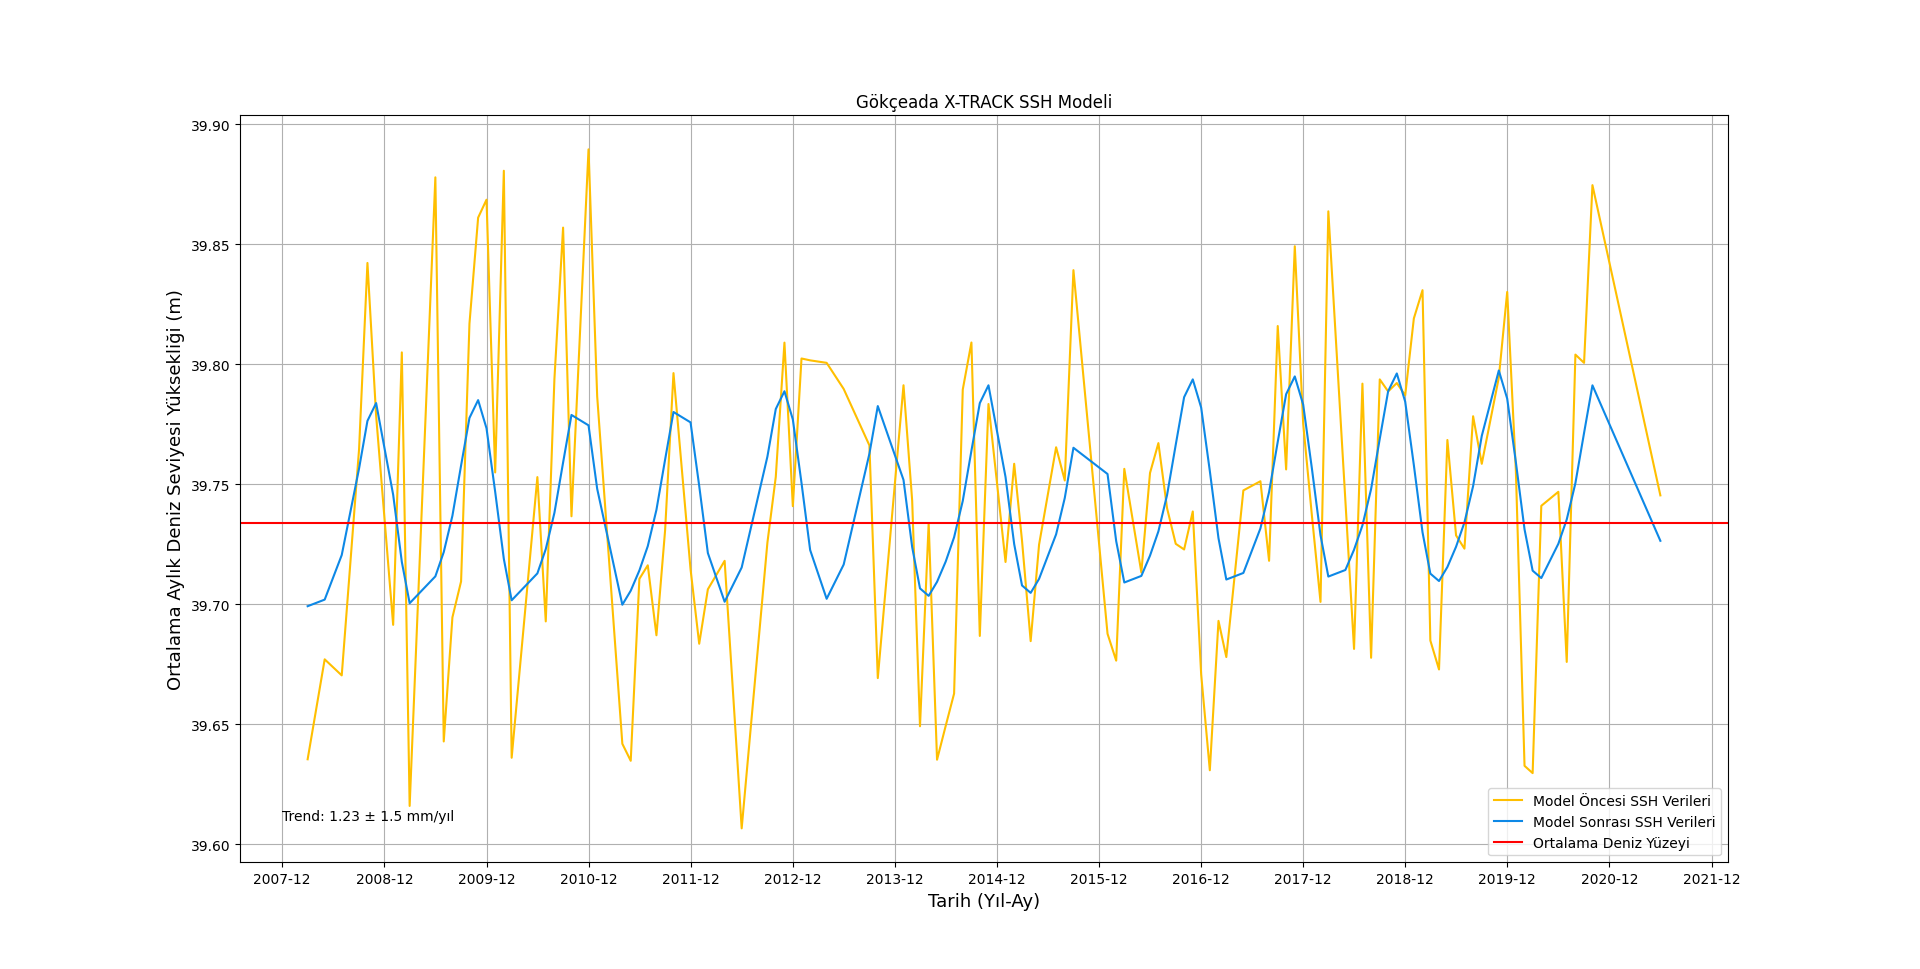 Gökçeada X-TRACK SSH Modeli
Ortalama Aylık Deniz Seviyesi Yüksekliği (m)
39.90
39.85
39.80
39.75
39.70
39.65
39.60
Trend: 1.23 ± 1.5 mm/yıl
Model Öncesi SSH Verileri
Model Sonrası SSH Verileri
Ortalama Deniz Yüzeyi
2007-12 2008-12 2009-12 2010-12 2011-12 2012-12 2013-12 2014-12 2015-12 2016-12 2017-12 2018-12 2019-12 2020-12 2021-12
Tarih (Yıl-Ay)